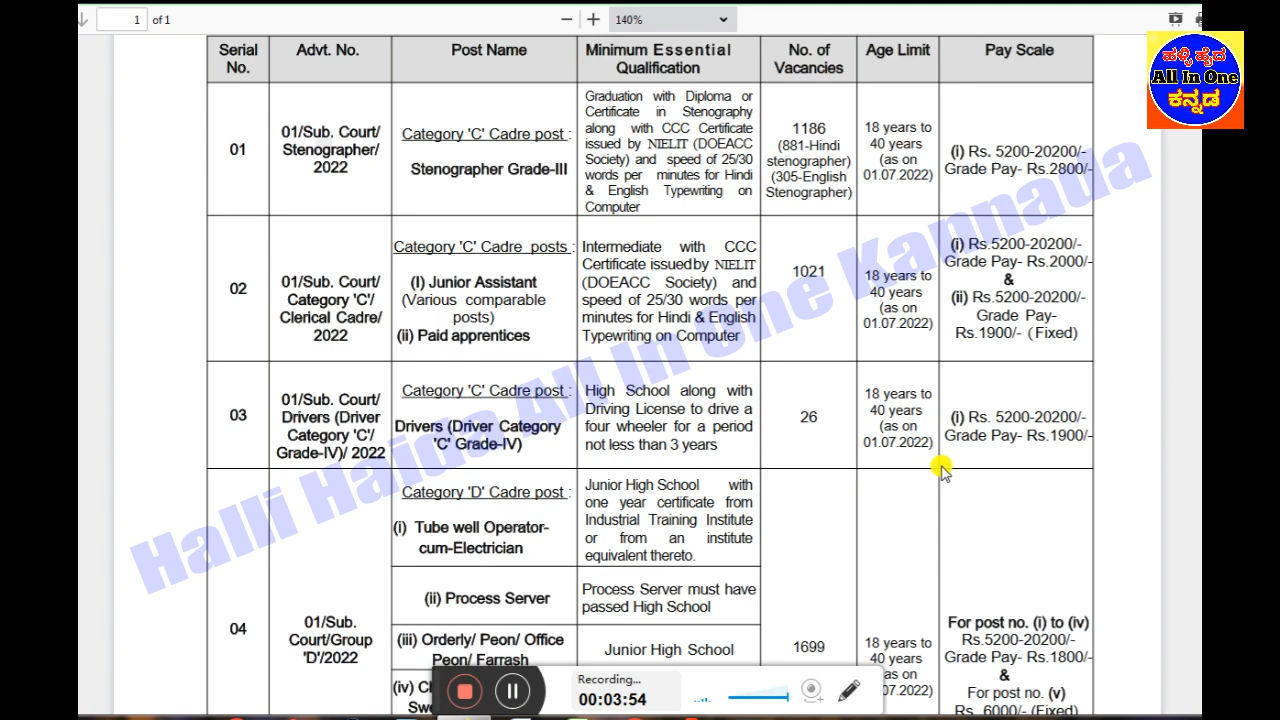 1 of 1
140%
ಹಳ್ಳಿ ಹೈದ
All In One
ಕನ್ನಡ
Serial No.
Advt. No.
Post Name
Minimum Essential
Qualification
No. of
Vacancies
Age Limit
Pay Scale
01
01/Sub. Court/
Stenographer/
2022
Category 'C' Cadre post :
Stenographer Grade-III
Graduation with Diploma or
Certificate in Stenography
along with CCC Certificate
issued by NIELIT (DOEACC
Society) and speed of 25/30
words per minutes for Hindi
& English Typewriting on
Computer
1186
(881-Hindi
stenographer)
(305-English
Stenographer)
18 years to
40 years
(as on
01.07.2022)
(i) Rs. 5200-20200/-
Grade Pay- Rs.2800/-
02
01/Sub. Court/
Category 'C'/
Clerical Cadre/
2022
Category 'C' Cadre posts :
(I) Junior Assistant
(Various comparable
posts)
(ii) Paid apprentices
Intermediate with CCC
Certificate issued by NIELIT
(DOEACC Society) and
speed of 25/30 words per
minutes for Hindi & English
Typewriting on Computer
1021
18 years to
40 years
(as on
01.07.2022)
(i) Rs.5200-20200/-
Grade Pay- Rs.2000/-
&
(ii) Rs.5200-20200/-
Grade Pay-
Rs.1900/- (Fixed)
03
01/Sub. Court/
Drivers (Driver
Category 'C'/
Grade-IV)/ 2022
Category 'C' Cadre post :
Drivers (Driver Category
'C' Grade-IV)
High School along with
Driving License to drive a
four wheeler for a period
not less than 3 years
26
18 years to
40 years
(as on
01.07.2022)
(i) Rs. 5200-20200/-
Grade Pay- Rs.1900/-
04
01/Sub.
Court/Group
'D'/2022
Category 'D' Cadre post :
(i) Tube well Operator-
cum-Electrician
Junior High School with
one year certificate from
Industrial Training Institute
or from an institute
equivalent thereto.
(ii) Process Server
Process Server must have
passed High School
(iii) Orderly/ Peon/ Office
Peon/ Farrash
Junior High School
(iv)
1699
18 years to
40 years
(as on
07.2022)
For post no. (i) to (iv)
Rs.5200-20200/-
Grade Pay- Rs.1800/-
&
For post no. (v)
Rs. 6000/- (Fixed)
Halli Haida All In One Kannada
Recording...
00:03:54